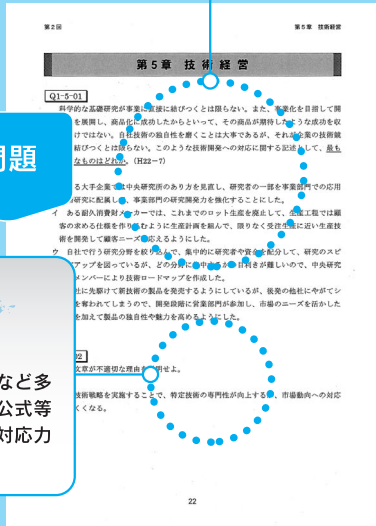 第2回
第5章 技術経営
第5章 技術経営
Q1-5-01
科学的な基礎研究が事業に直接に結びつくとは限らない。また、事業化を目指して開
を展開し、商品化に成功したからといって、その商品が期待したような成功を収
けではない。自社技術の独自性を磨くことは大事であるが、それが企業の技術競
結びつくとは限らない。このような技術開発への対応に関する記述として、最も
なものはどれか。(H22-7)
る大手企業では中央研究所のあり方を見直し、研究者の一部を事業部門での応用
研究に配属し、事業部門の研究開発力を強化することにした。
イ ある耐久消費財メーカーでは、これまでのロット生産を廃止して、生産工程では顧
客の求める仕様を作り込むように生産計画を組んで、限りなく受注生産に近い生産技
術を開発して顧客ニーズに応えるようにした。
ウ 自社で行う研究分野を絞り込んで、集中的に研究者や資金を配分して、研究のスピ
アップを図っているが、どの分野に集中するか目利きが難しいので、中央研究
メンバーにより技術ロードマップを作成した。
社に先駆けて新技術の製品を発売するようにしているが、後発の他社にやがてシ
を奪われてしまうので、開発段階に営業部門が参加し、市場のニーズを活かした
を加えて製品の独自性や魅力を高めるようにした。
文章が不適切な理由を説明せよ。
技術戦略を実施することで、特定技術の専門性が向上するが、市場動向への対応
くくなる。
22
問題
など多
公式等
対応力